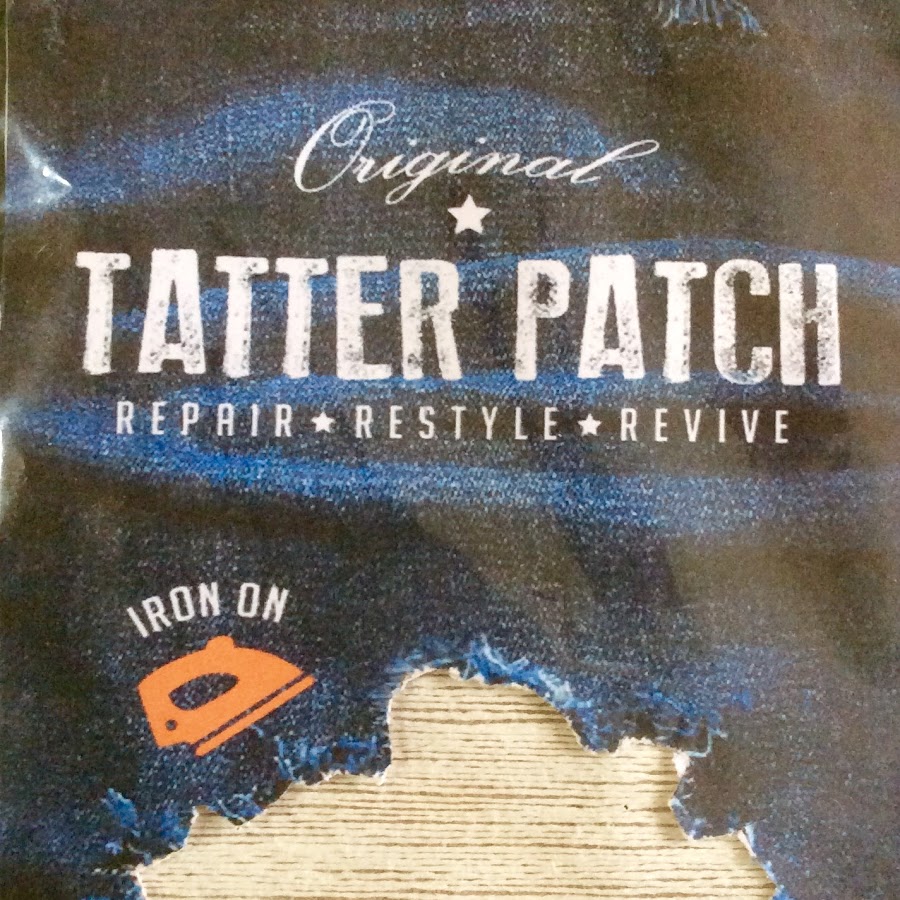 Original
TATTER PATCH
REPAIR★RESTYLE★REVIVE
IRON ON